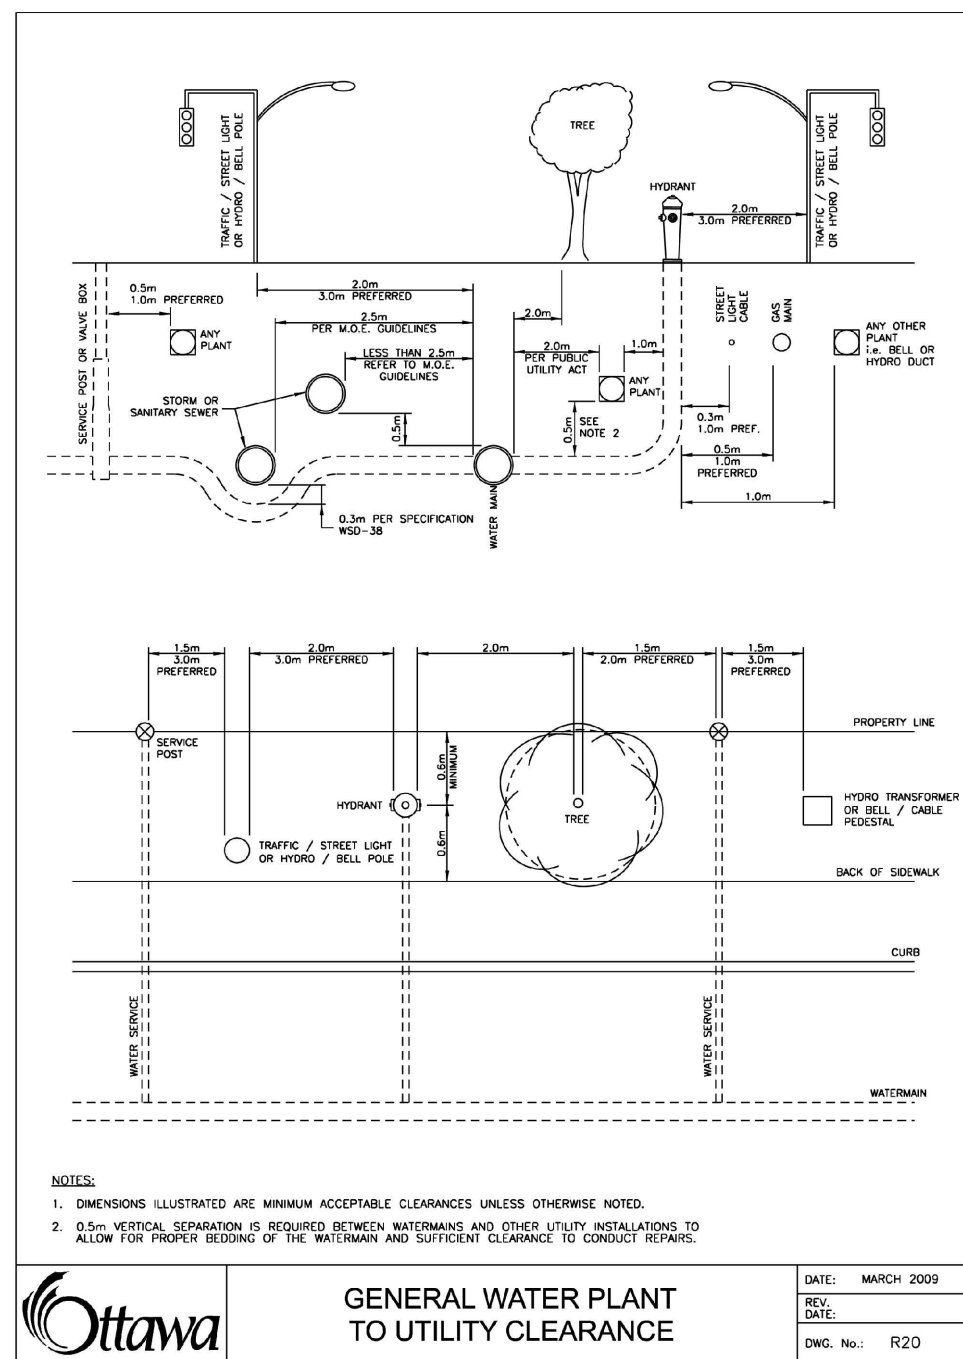 TRAFFIC / STREET LIGHT
OR HYDRO / BELL POLE
TREE
HYDRANT
2.0m
3.0m PREFERRED
TRAFFIC / STREET LIGHT
OR HYDRO / BELL POLE
SERVICE POST OR VALVE BOX
0.5m
1.0m PREFERRED
ANY
PLANT
2.0m
3.0m PREFERRED
2.5m
PER M.O.E. GUIDELINES
LESS THAN 2.5m
REFER TO M.O.E.
GUIDELINES
STORM OR
SANITARY SEWER
0.5m
0.3m PER SPECIFICATION
WSD-38
WATER MAIN
2.0m
2.0m
PER PUBLIC
UTILITY ACT
1.0m
ANY
PLANT
0.5m
SEE
NOTE 2
STREET
LIGHT
CABLE
GAS
MAIN
ANY OTHER
PLANT
i.e. BELL OR
HYDRO DUCT
0.3m
1.0m PREF.
0.5m
1.0m
PREFERRED
1.0m
1.5m
3.0m
PREFERRED
2.0m
3.0m PREFERRED
2.0m
1.5m
2.0m PREFERRED
1.5m
3.0m
PREFERRED
PROPERTY LINE
SERVICE
POST
0.6m
MINIMUM
HYDRANT
0.6m
TREE
HYDRO TRANSFORMER
OR BELL / CABLE
PEDESTAL
TRAFFIC / STREET LIGHT
OR HYDRO / BELL POLE
BACK OF SIDEWALK
CURB
WATER SERVICE
WATER SERVICE
WATERMAIN
NOTES:
1. DIMENSIONS ILLUSTRATED ARE MINIMUM ACCEPTABLE CLEARANCES UNLESS OTHERWISE NOTED.
2. 0.5m VERTICAL SEPARATION IS REQUIRED BETWEEN WATERMAINS AND OTHER UTILITY INSTALLATIONS TO
ALLOW FOR PROPER BEDDING OF THE WATERMAIN AND SUFFICIENT CLEARANCE TO CONDUCT REPAIRS.
Ottawa
GENERAL WATER PLANT
TO UTILITY CLEARANCE
DATE: MARCH 2009
REV.
DATE:
DWG. No.: R20